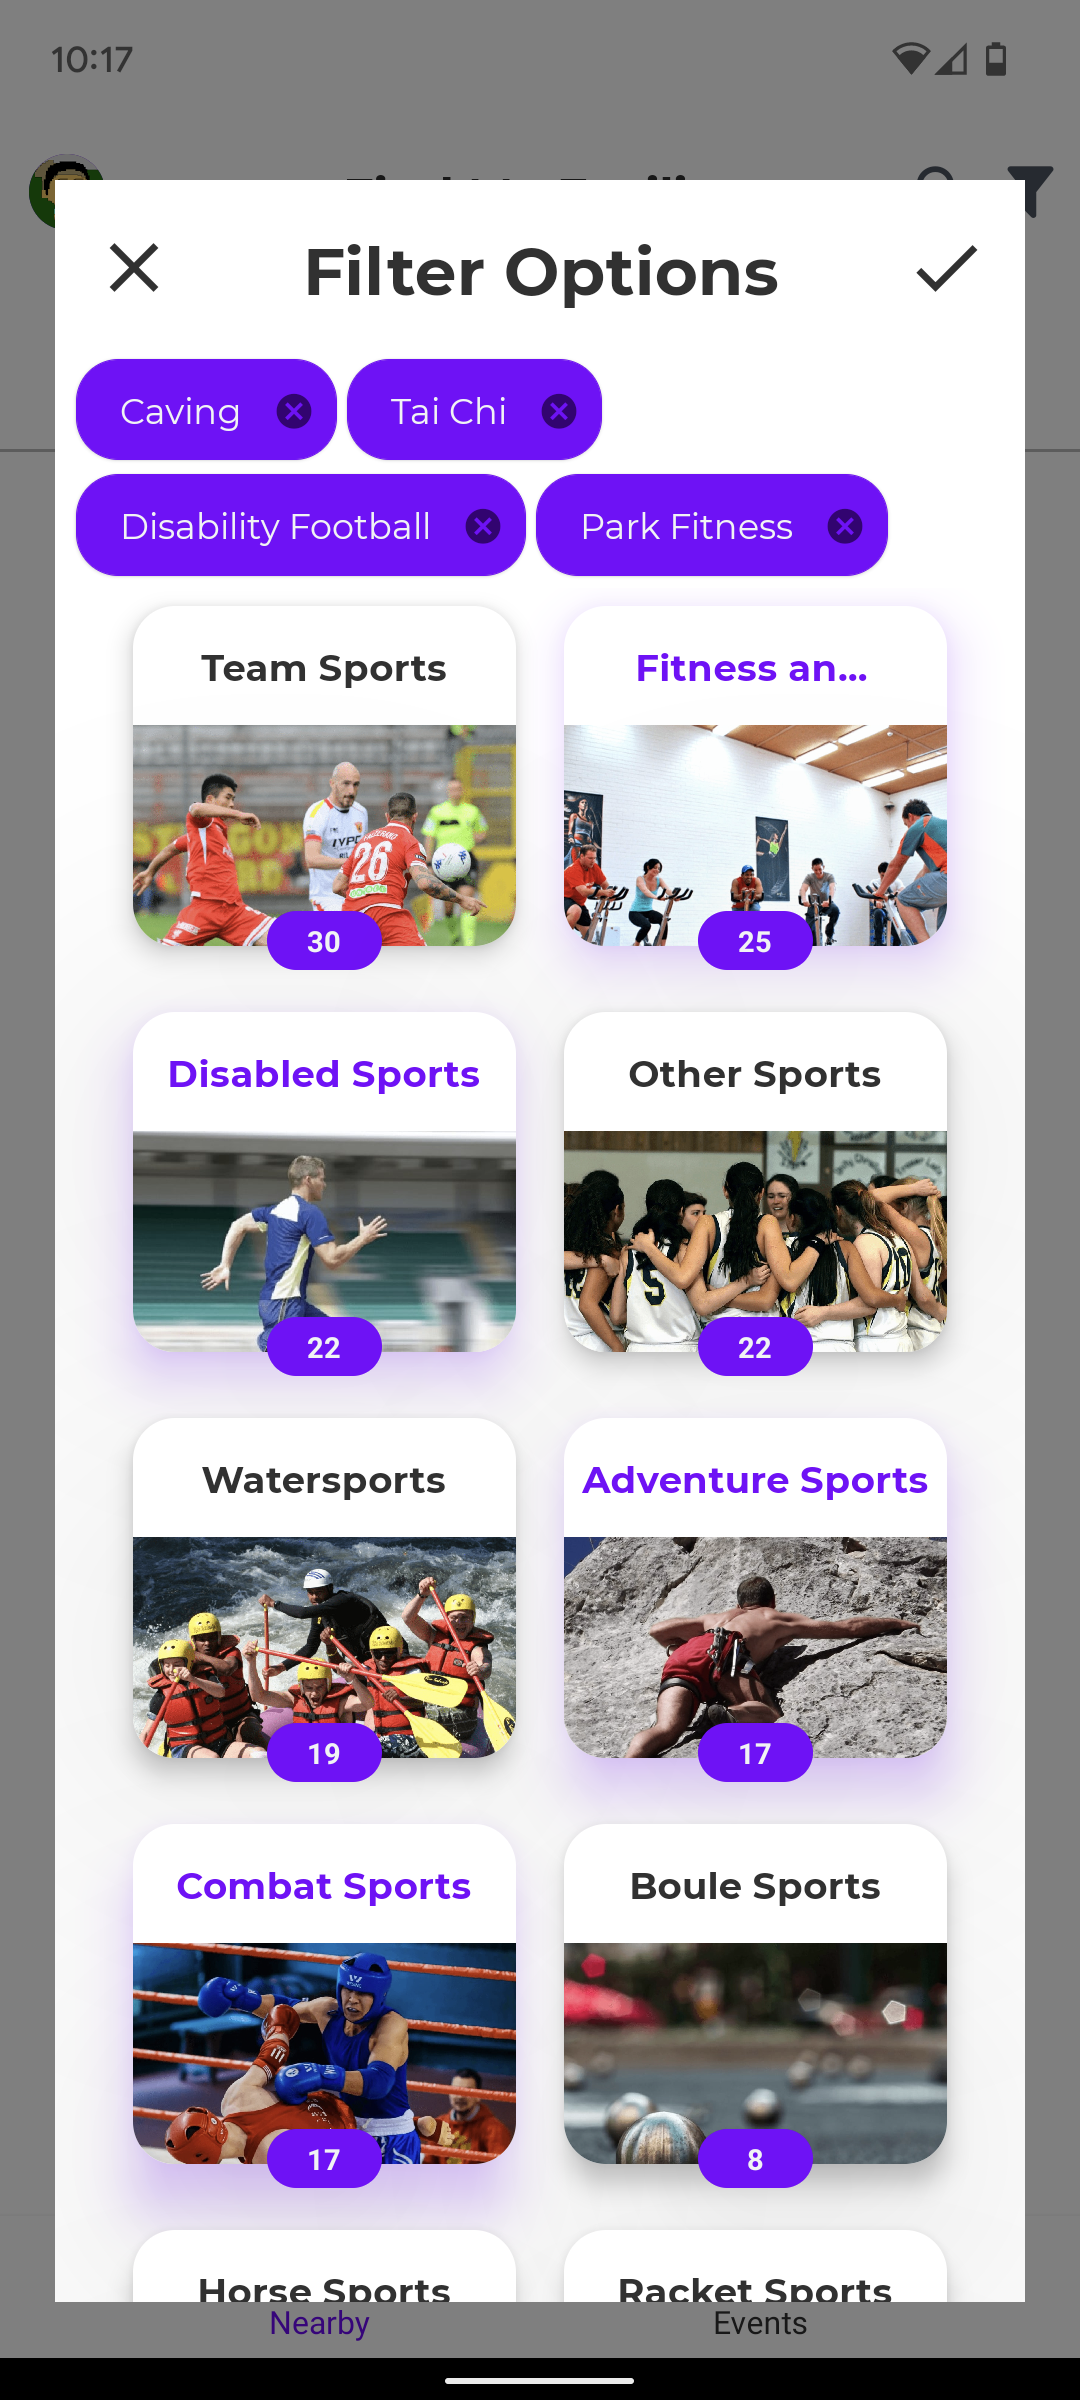 10:17
Filter Options
Caving
Tai Chi
Disability Football
Park Fitness
Team Sports
Fitness an...
26
30
25
Disabled Sports
Other Sports
5
22
22
Watersports
Adventure Sports
19
17
Combat Sports
Boule Sports
17
8
Horse Sports
Racket Sports
Nearby
Events